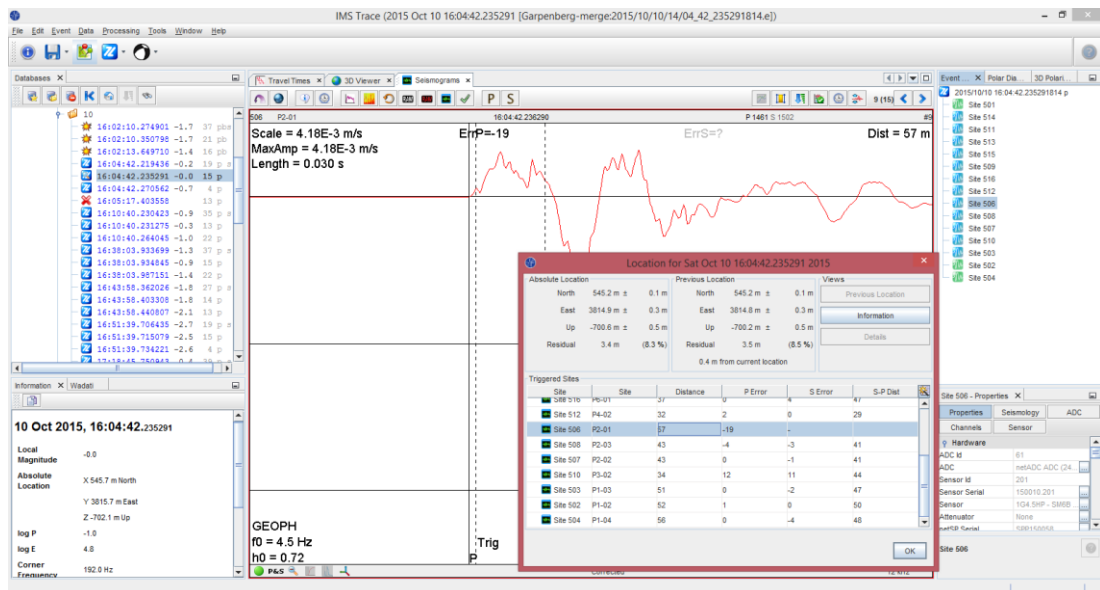 IMS Trace (2015 Oct 10 16:04:42.235291 [Garpenberg-merge:2015/10/10/14/04_42_235291814.e])
File Edit Event Data Processing Tools Window Help
Databases
10
16:02:10.274901 -1.7 37 pbs
16:02:10.350798 -1.7 21 pb
16:02:13.649710 -1.4 16 pb
16:04:42.219436 -0.2 19 p s
16:04:42.235291 -0.0 15 p
16:04:42.270562 -0.7 4 p
16:05:17.403558 13 p
16:10:40.230423 -0.9 35 p s
16:10:40.231275 -0.3 13 p
16:10:40.264045 -1.0 22 p
16:38:03.933699 -1.3 37 p s
16:38:03.934845 -0.9 15 p
16:38:03.987151 -1.4 22 p
16:43:58.362026 -1.8 27 p s
16:43:58.403308 -1.8 14 p
16:43:58.440807 -2.1 13 p
16:51:39.706435 -2.7 19 p s
16:51:39.715079 -2.5 15 p
16:51:39.734221 -2.6 4 p
Information Wadati
10 Oct 2015, 16:04:42.235291
Local Magnitude -0.0
Absolute Location X 545.7 m North
Y 3815.7 m East
Z -702.1 m Up
log P -1.0
log E 4.8
Corner Frequency 192.0 Hz
Travel Times 3D Viewer Seismograms
P S 9 (15)
506 P2-01 16:04:42.236290 P 1461 S 1502 #9
Scale = 4.18E-3 m/s ErrP=-19 ErrS=? Dist = 57 m
MaxAmp = 4.18E-3 m/s
Length = 0.030 s
GEOPH
f0 = 4.5 Hz Trig
h0 = 0.72 P
P&S Corrected 12 kHz
Location for Sat Oct 10 16:04:42.235291 2015
Absolute Location Previous Location Views
North 545.2 m ± 0.1 m North 545.2 m ± 0.1 m Previous Location
East 3814.9 m ± 0.3 m East 3814.8 m ± 0.3 m Information
Up -700.6 m ± 0.5 m Up -700.2 m ± 0.5 m Details
Residual 3.4 m (8.3 %) Residual 3.5 m (8.5 %)
0.4 m from current location
Triggered Sites
Site Site Distance P Error S Error S-P Dist
Site 516 P6-01 37 0 4 47
Site 512 P4-02 32 2 0 29
Site 506 P2-01 57 -19 -
Site 508 P2-03 43 -4 -3 41
Site 507 P2-02 43 0 -1 41
Site 510 P3-02 34 12 11 44
Site 503 P1-03 51 0 -2 47
Site 502 P1-02 52 1 0 50
Site 504 P1-04 56 0 -4 48
OK
Event ... Polar Dia... 3D Polari...
2015/10/10 16:04:42.235291814 p
Site 501
Site 514
Site 511
Site 513
Site 515
Site 509
Site 516
Site 512
Site 506
Site 508
Site 507
Site 510
Site 503
Site 502
Site 504
Site 506 - Properties
Properties Seismology ADC
Channels Sensor
Hardware
ADC Id 61
ADC netADC ADC (24...
Sensor Id 201
Sensor Serial 150010.201
Sensor 1G4.5HP - SM6B
Attenuator None
netSP Serial
Site 506